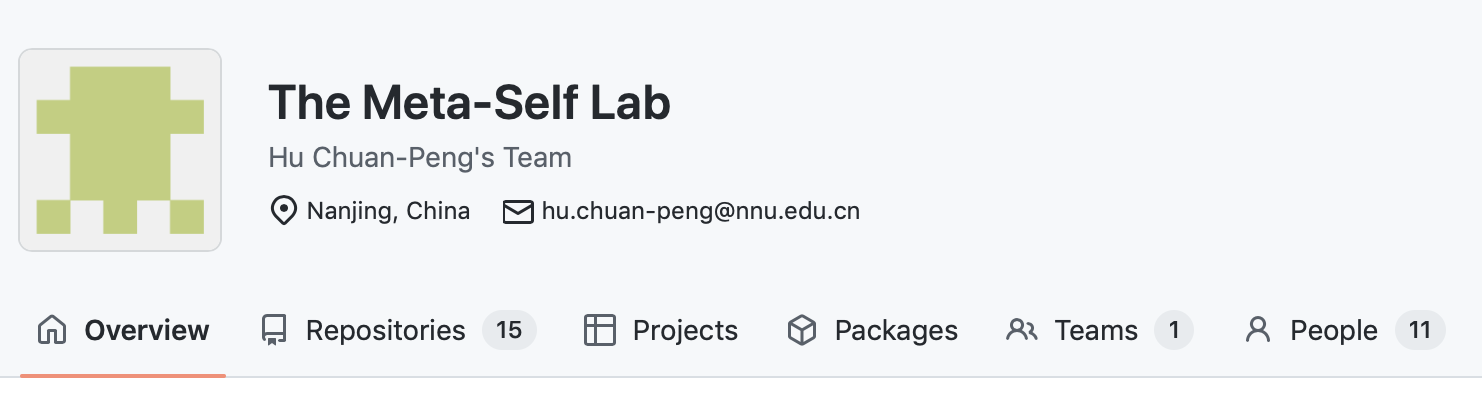 The Meta-Self Lab
Hu Chuan-Peng's Team
Nanjing, China hu.chuan-peng@nnu.edu.cn
Overview Repositories 15 Projects Packages Teams 1 People 11